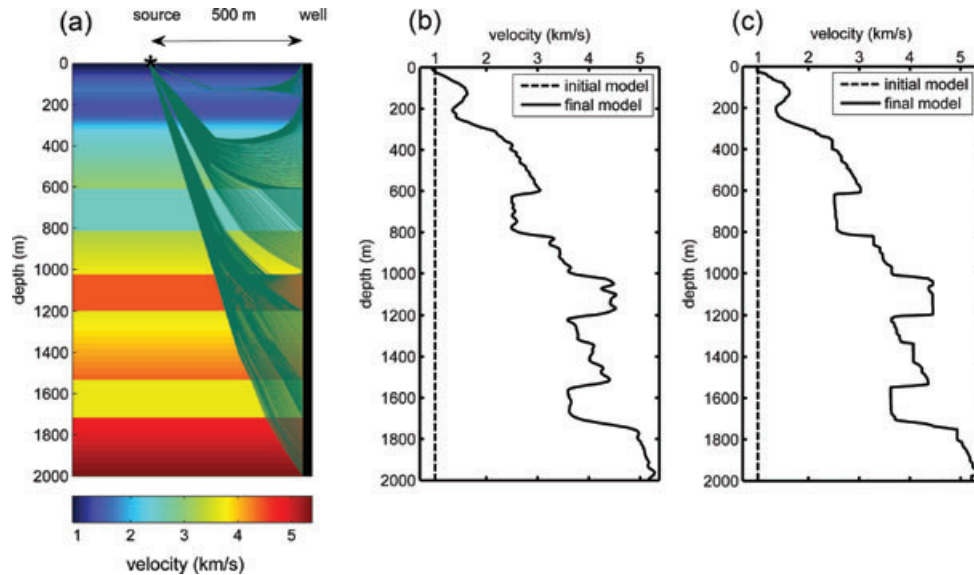 (a)
source 500 m well
0
200
400
600
800
1000
1200
1400
1600
1800
2000
depth (m)
1 2 3 4 5
velocity (km/s)
(b)
velocity (km/s)
1 2 3 4 5
0
200
400
600
800
1000
1200
1400
1600
1800
2000
depth (m)
initial model
final model
(c)
velocity (km/s)
1 2 3 4 5
0
200
400
600
800
1000
1200
1400
1600
1800
2000
depth (m)
initial model
final model